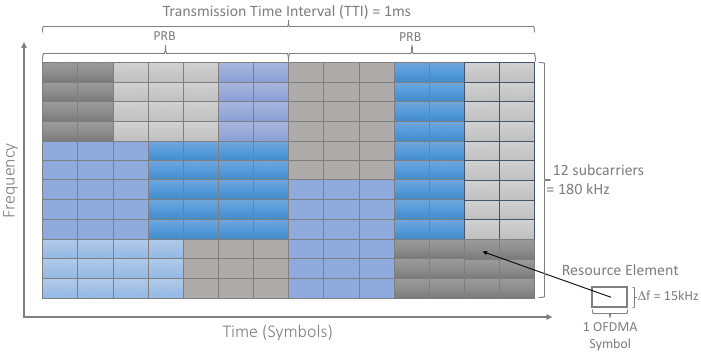 Transmission Time Interval (TTI) = 1ms
PRB
PRB
Frequency
12 subcarriers
= 180 kHz
Resource Element
Δf = 15kHz
1 OFDMA
Symbol
Time (Symbols)